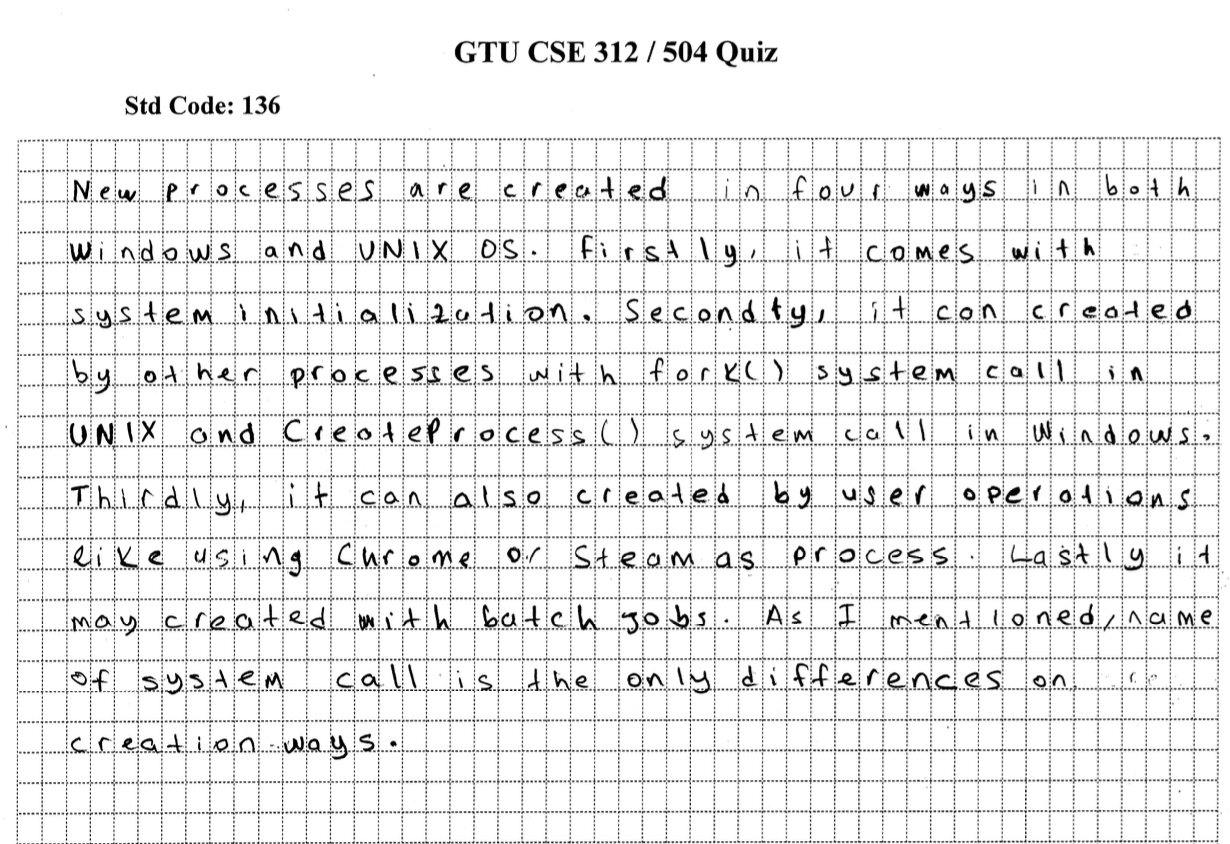 GTU CSE 312 / 504 Quiz
Std Code: 136
New processes are created in four ways in both
Windows and UNIX OS. Firstly, it comes with
system initialization. Secondty, it can created
by other processes with fork() system call in
UNIX and CreateProcess() system call in Windows.
Thirdly, it can also created by user operations
like using Chrome or Steam as process. Lastly it
may created with batch jobs. As I mentioned, name
of system call is the only differences on
creation ways.